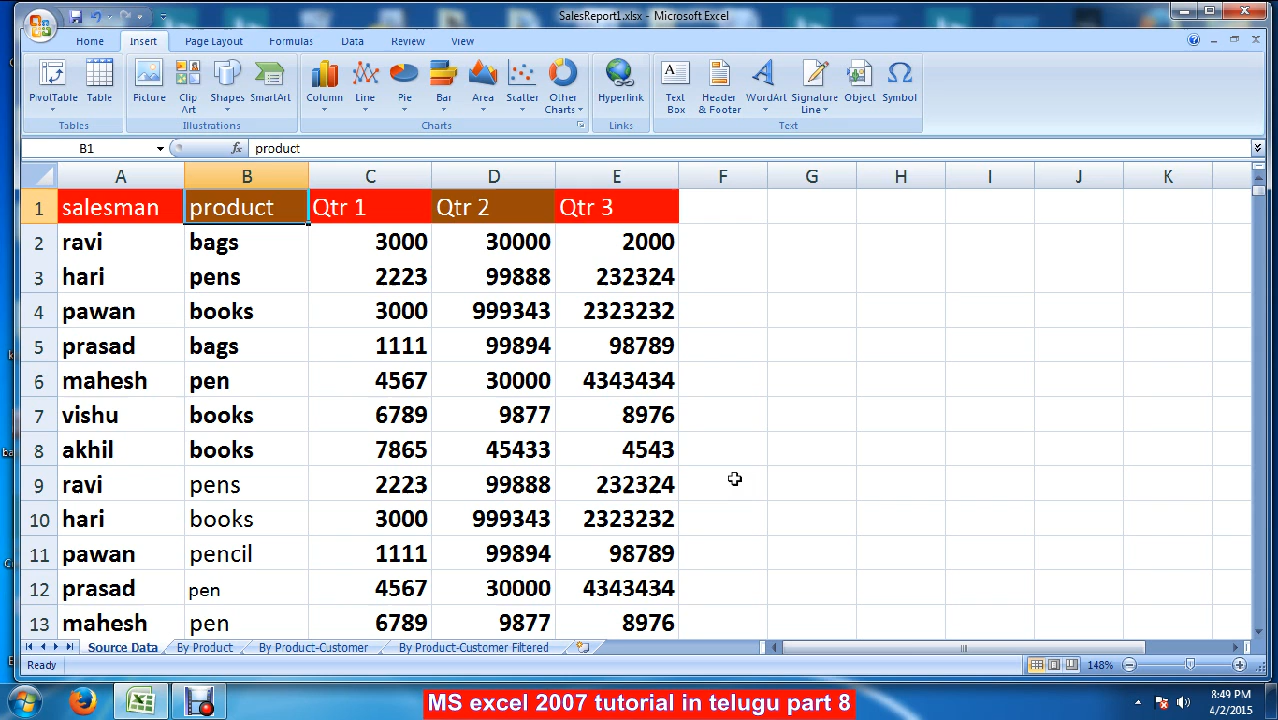 SalesReport1.xlsx - Microsoft Excel
Home Insert Page Layout Formulas Data Review View
PivotTable Table Picture Clip Art Shapes SmartArt Column Line Pie Bar Area Scatter Other Charts Hyperlink Text Box Header & Footer WordArt Signature Line Object Symbol
Tables Illustrations Charts Links Text
B1 fx product
A B C D E F G H I J K
1 salesman product Qtr 1 Qtr 2 Qtr 3
2 ravi bags 3000 30000 2000
3 hari pens 2223 99888 232324
4 pawan books 3000 999343 2323232
5 prasad bags 1111 99894 98789
6 mahesh pen 4567 30000 4343434
7 vishu books 6789 9877 8976
8 akhil books 7865 45433 4543
9 ravi pens 2223 99888 232324
10 hari books 3000 999343 2323232
11 pawan pencil 1111 99894 98789
12 prasad pen 4567 30000 4343434
13 mahesh pen 6789 9877 8976
Source Data By Product By Product-Customer By Product-Customer Filtered
Ready 148%
MS excel 2007 tutorial in telugu part 8
8:49 PM
4/2/2015